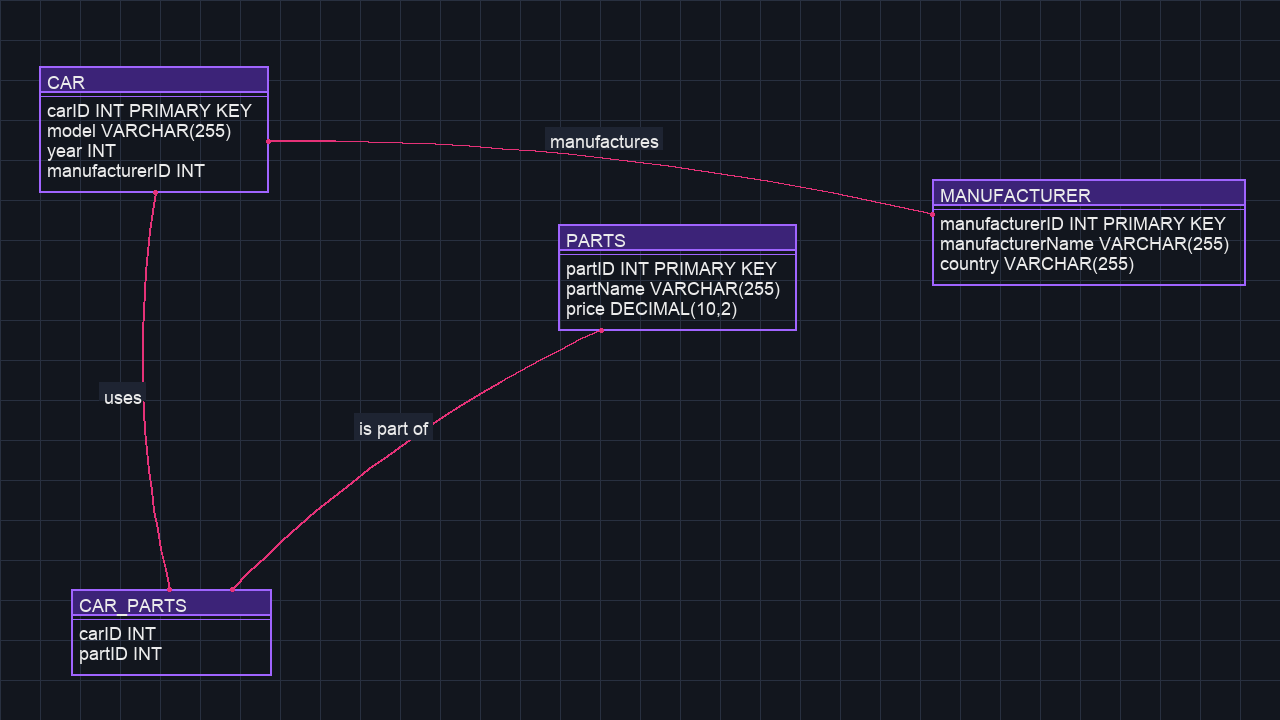 CAR
carID INT PRIMARY KEY
model VARCHAR(255)
year INT
manufacturerID INT
manufactures
MANUFACTURER
manufacturerID INT PRIMARY KEY
manufacturerName VARCHAR(255)
country VARCHAR(255)
PARTS
partID INT PRIMARY KEY
partName VARCHAR(255)
price DECIMAL(10,2)
uses
is part of
CAR_PARTS
carID INT
partID INT